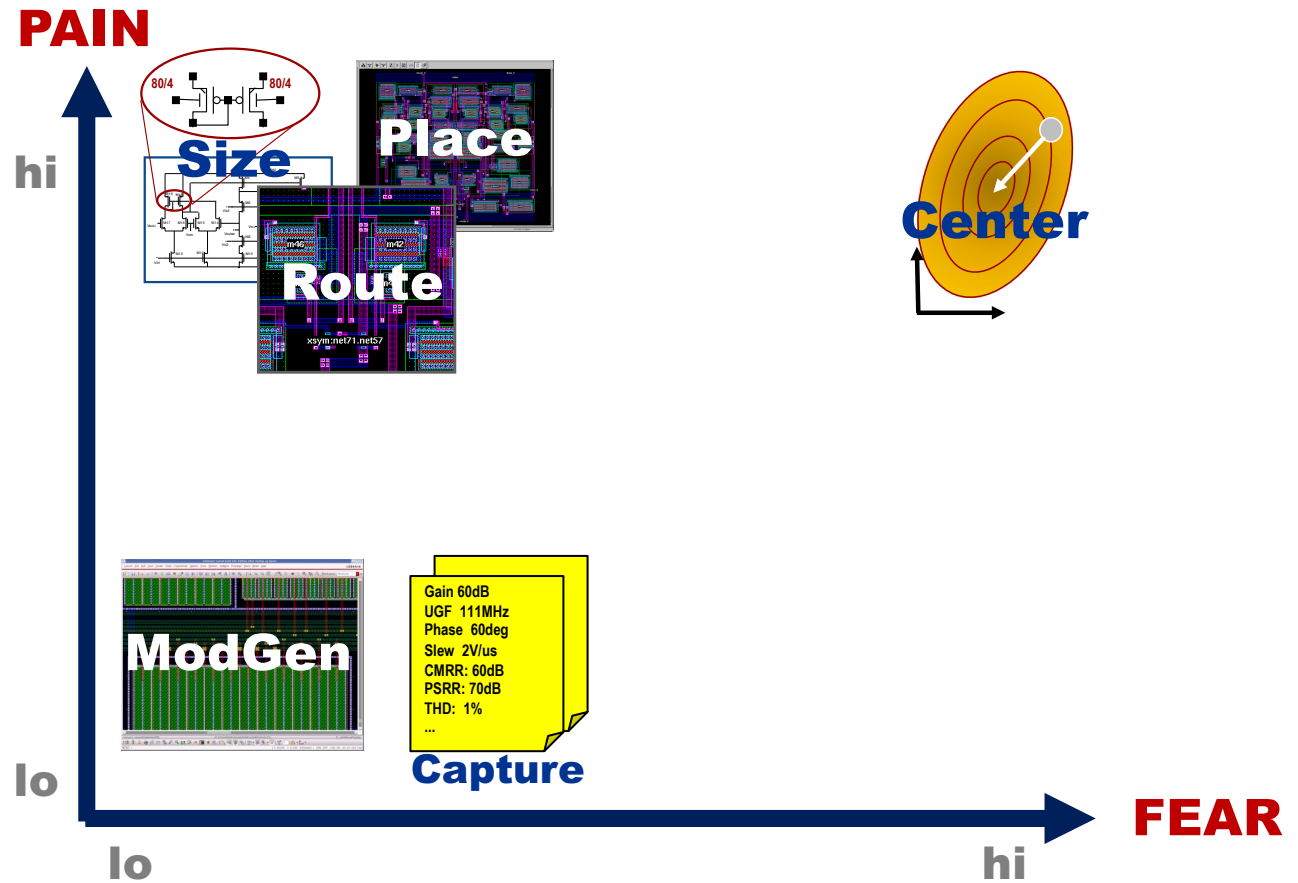 PAIN
hi
80/4
80/4
Size
Place
m46
m42
Route
xsym:net71.net57
Center
ModGen
Gain 60dB
UGF 111MHz
Phase 60deg
Slew 2V/us
CMRR: 60dB
PSRR: 70dB
THD: 1%
...
Capture
lo
FEAR
lo
hi